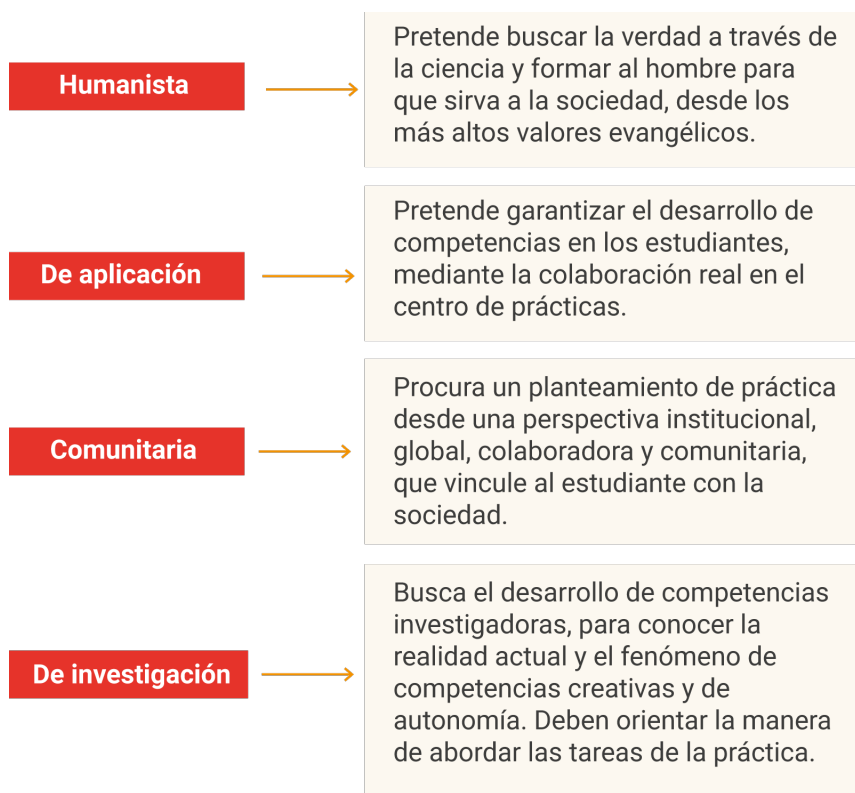 Humanista
Pretende buscar la verdad a través de
la ciencia y formar al hombre para
que sirva a la sociedad, desde los
más altos valores evangélicos.
De aplicación
Pretende garantizar el desarrollo de
competencias en los estudiantes,
mediante la colaboración real en el
centro de prácticas.
Comunitaria
Procura un planteamiento de práctica
desde una perspectiva institucional,
global, colaboradora y comunitaria,
que vincule al estudiante con la
sociedad.
De investigación
Busca el desarrollo de competencias
investigadoras, para conocer la
realidad actual y el fenómeno de
competencias creativas y de
autonomía. Deben orientar la manera
de abordar las tareas de la práctica.